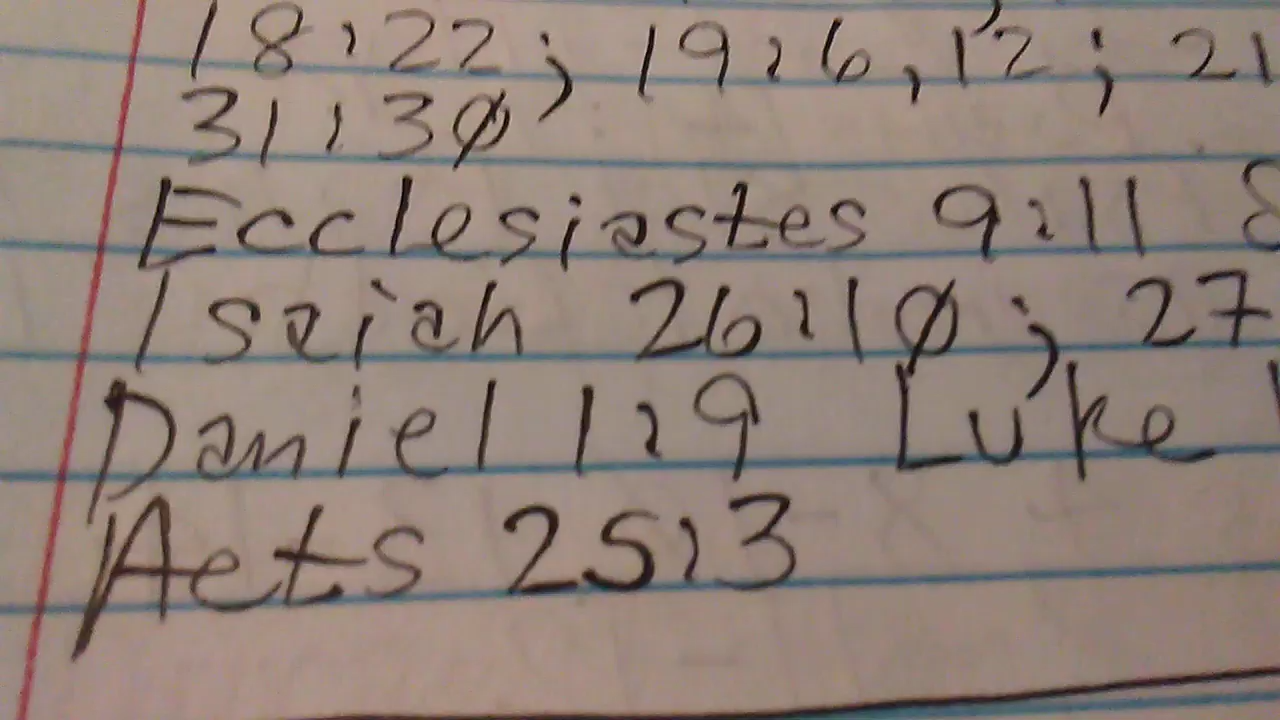 18:22; 19:6,12; 21
31:30
Ecclesiastes 9:11
Isaiah 26:10; 27
Daniel 1:9 Luke
Acts 25:3